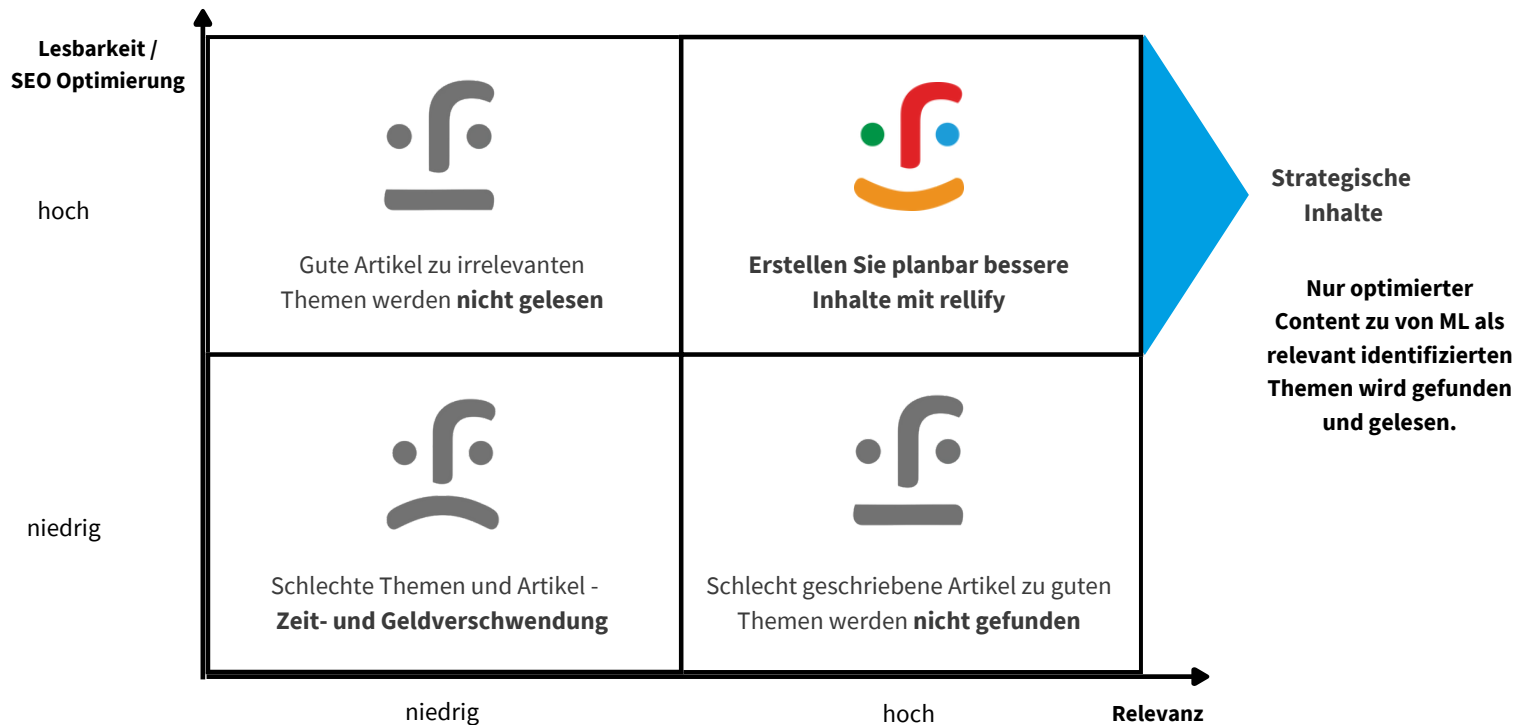 Lesbarkeit /
SEO Optimierung
hoch
Gute Artikel zu irrelevanten
Themen werden nicht gelesen
Erstellen Sie planbar bessere
Inhalte mit rellify
Strategische
Inhalte
Nur optimierter
Content zu von ML als
relevant identifizierten
Themen wird gefunden
und gelesen.
niedrig
Schlechte Themen und Artikel -
Zeit- und Geldverschwendung
Schlecht geschriebene Artikel zu guten
Themen werden nicht gefunden
niedrig
hoch
Relevanz